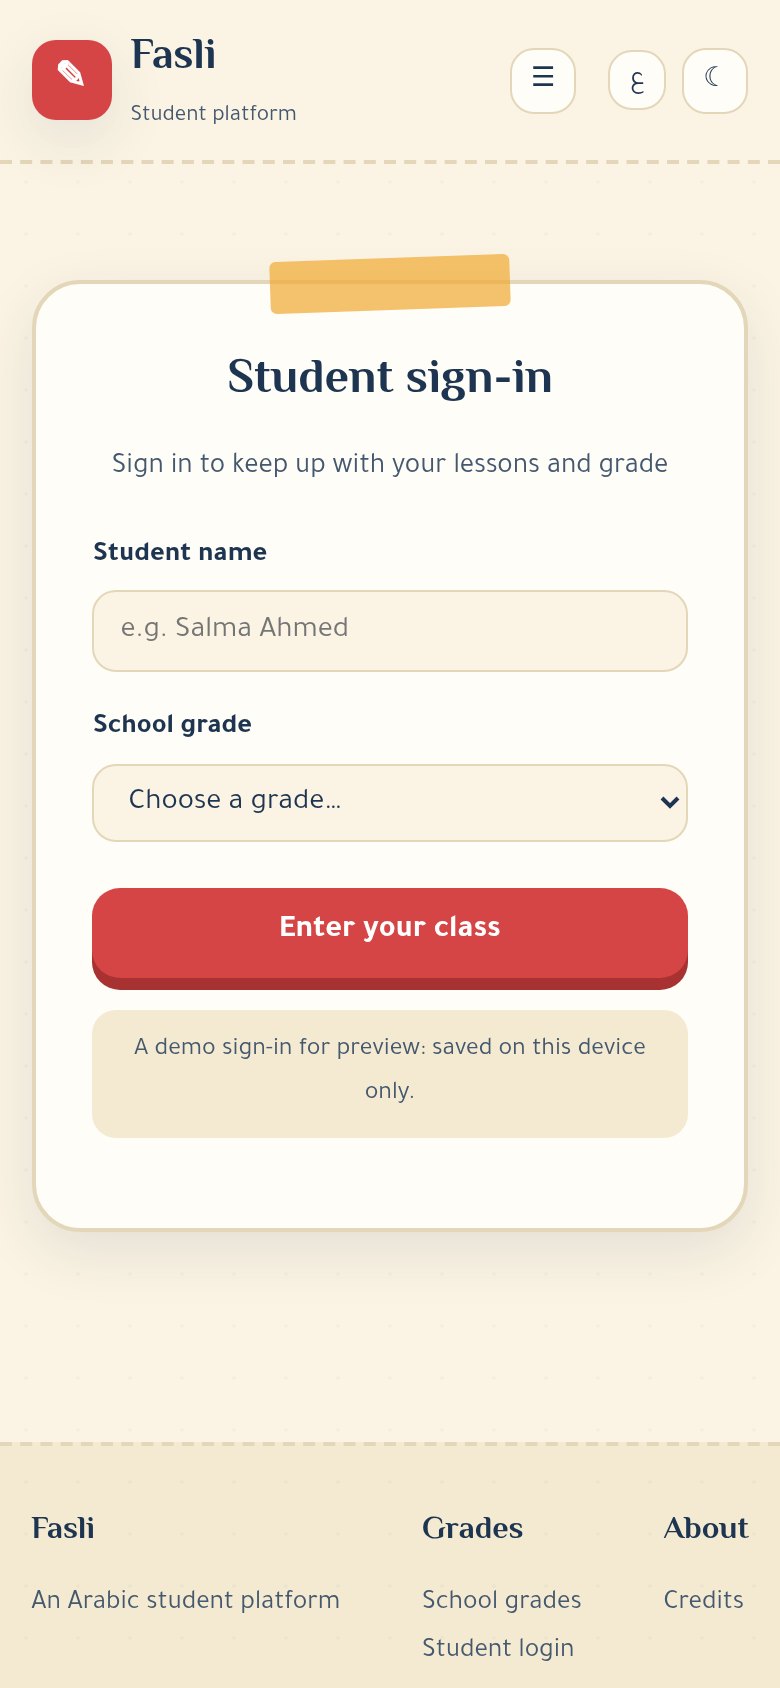 Fasli
Student platform
ع
Student sign-in
Sign in to keep up with your lessons and grade
Student name
e.g. Salma Ahmed
School grade
Choose a grade...
Enter your class
A demo sign-in for preview: saved on this device
only.
Fasli
An Arabic student platform
Grades
School grades
Student login
About
Credits